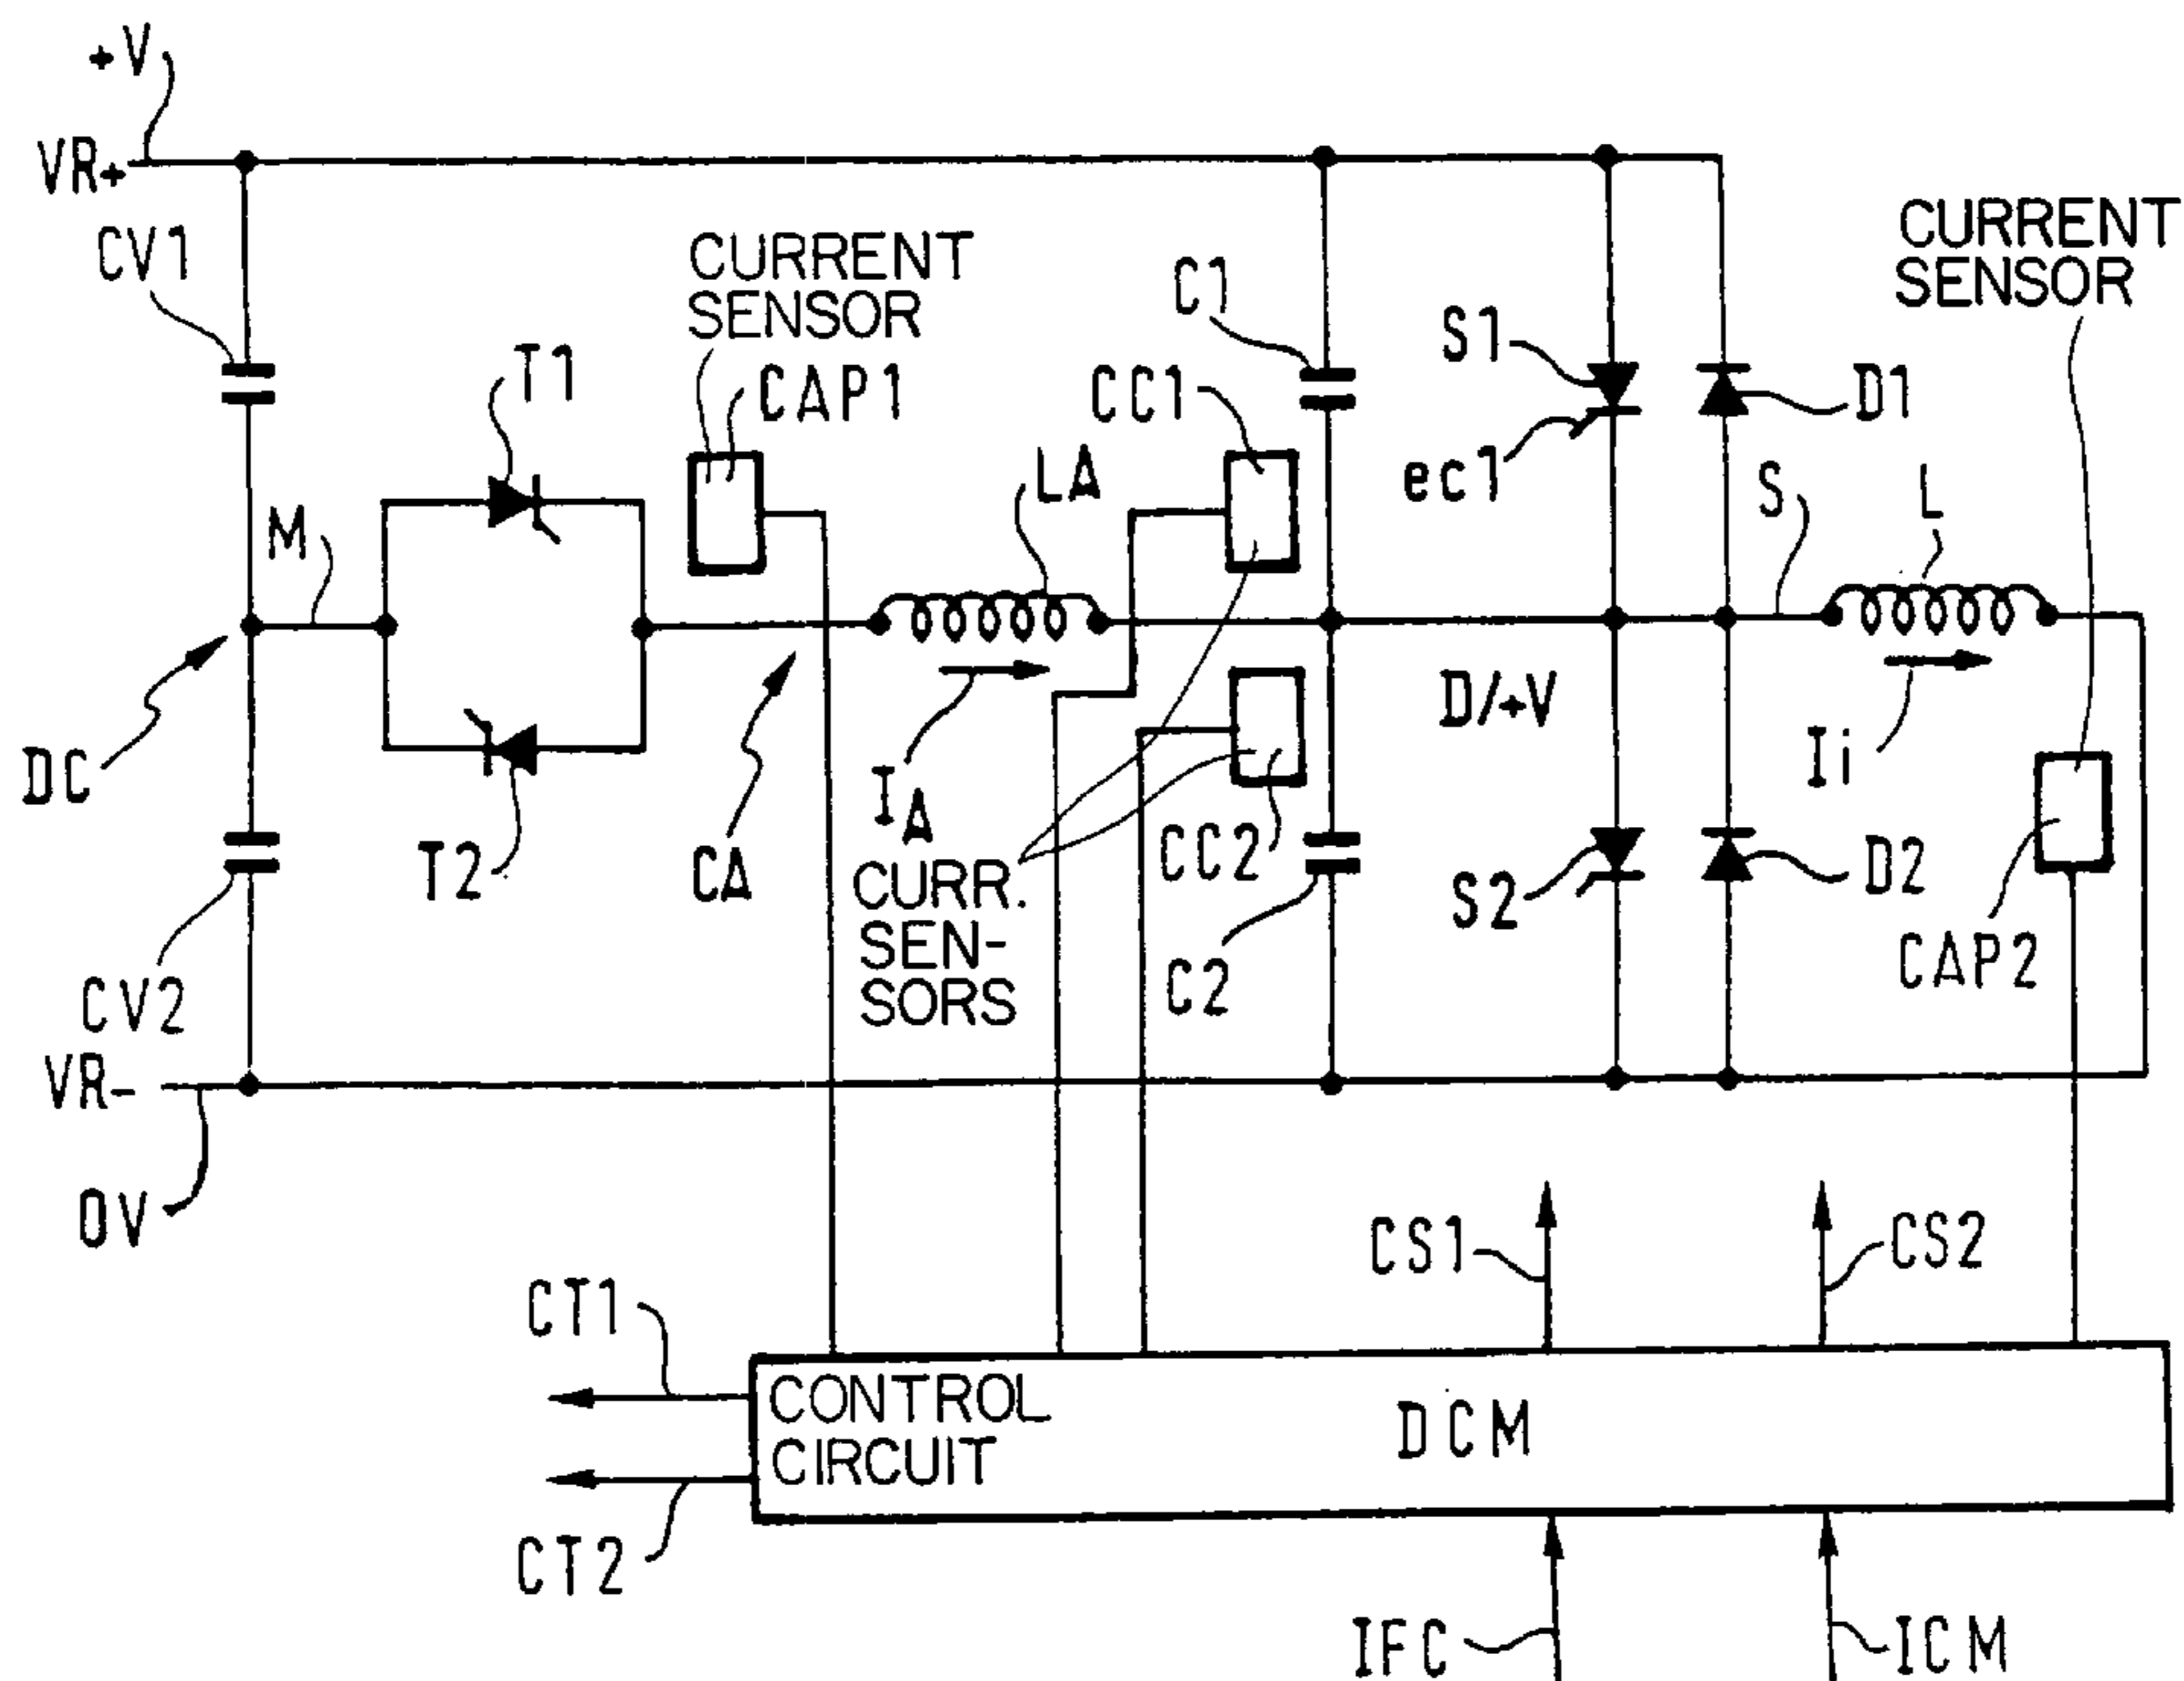 +V
VR+
CV1
CURRENT
SENSOR
CURRENT
SENSOR
C1
S1
T1
CAP1
CC1
D1
LA
ec1
S
L
M
D/+V
DC
IA
Ii
T2
CA
CURR.
SEN-
SORS
CC2
S2
D2
CAP2
C2
CV2
VR-
0V
CS1
CS2
CT1
CONTROL
CIRCUIT
DCM
CT2
IFC
ICM